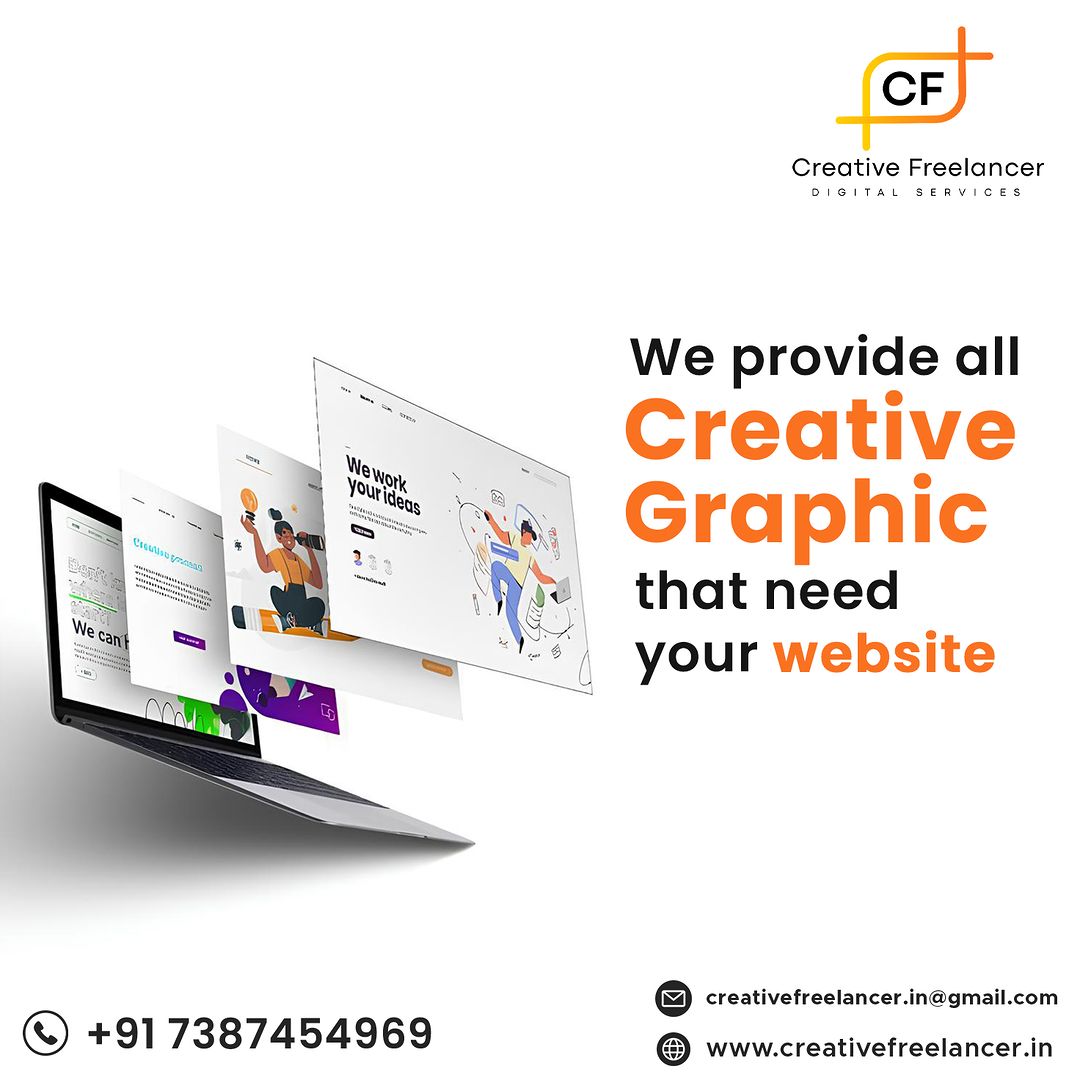 CF
Creative Freelancer
DIGITAL SERVICES
We provide all
Creative
Graphic
that need
your website
We work
your ideas
We can
+91 7387454969
creativefreelancer.in@gmail.com
www.creativefreelancer.in